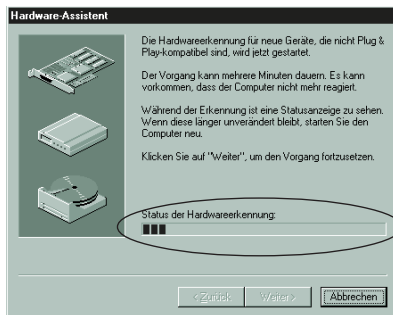 Hardware-Assistent
Die Hardwareerkennung für neue Geräte, die nicht Plug &
Play-kompatibel sind, wird jetzt gestartet.
Der Vorgang kann mehrere Minuten dauern. Es kann
vorkommen, dass der Computer nicht mehr reagiert.
Während der Erkennung ist eine Statusanzeige zu sehen.
Wenn diese länger unverändert bleibt, starten Sie den
Computer neu.
Klicken Sie auf "Weiter", um den Vorgang fortzusetzen.
Status der Hardwareerkennung:
< Zurück Weiter > Abbrechen